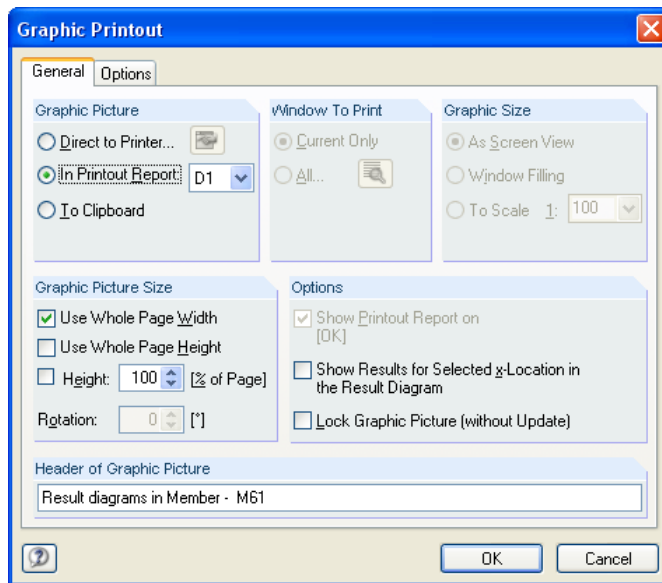 Graphic Printout
General Options
Graphic Picture
Direct to Printer...
In Printout Report: D1
To Clipboard
Window To Print
Current Only
All...
Graphic Size
As Screen View
Window Filling
To Scale 1: 100
Graphic Picture Size
Use Whole Page Width
Use Whole Page Height
Height: 100 [% of Page]
Rotation: 0 [°]
Options
Show Printout Report on
[OK]
Show Results for Selected x-Location in
the Result Diagram
Lock Graphic Picture (without Update)
Header of Graphic Picture
Result diagrams in Member - M61
OK Cancel